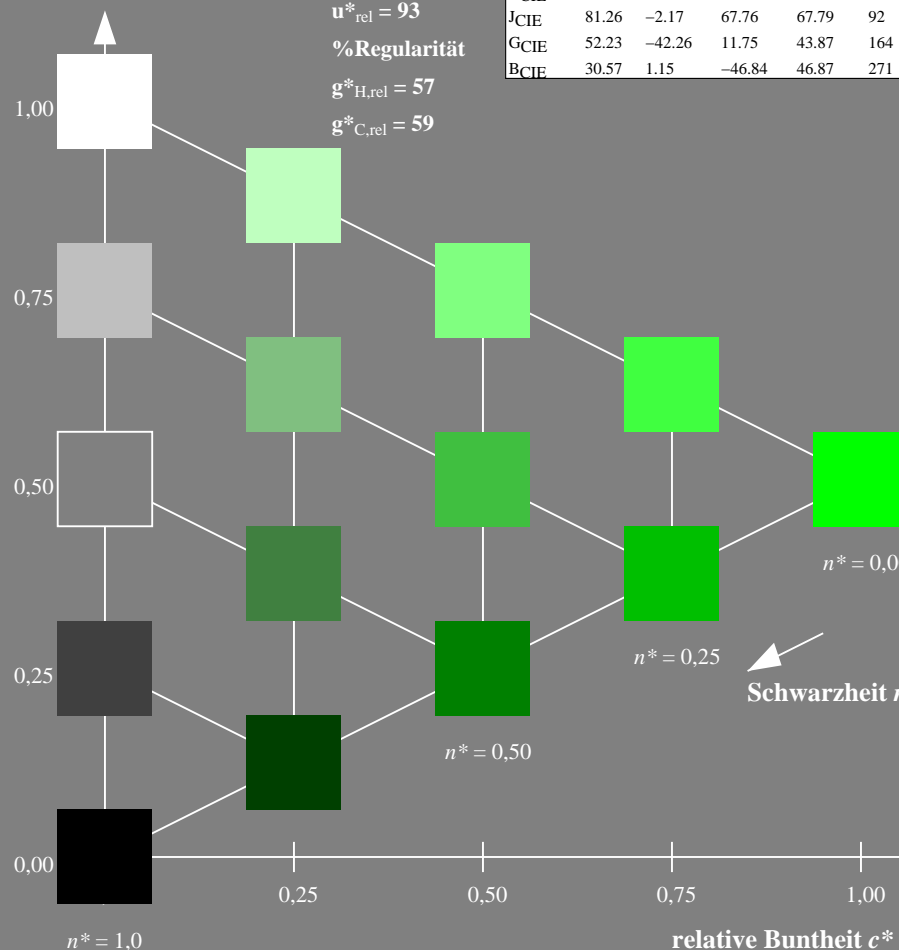 u*rel = 93
%Regularität
g*H,rel = 57
g*C,rel = 59
CIE
JCIE 81.26 −2.17 67.76 67.79 92
GCIE 52.23 −42.26 11.75 43.87 164
BCIE 30.57 1.15 −46.84 46.87 271
1,00
0,75
0,50
0,25
0,00
n* = 0,0
n* = 0,25
Schwarzheit
n* = 0,50
0,25 0,50 0,75 1,00
n* = 1,0
relative Buntheit c*